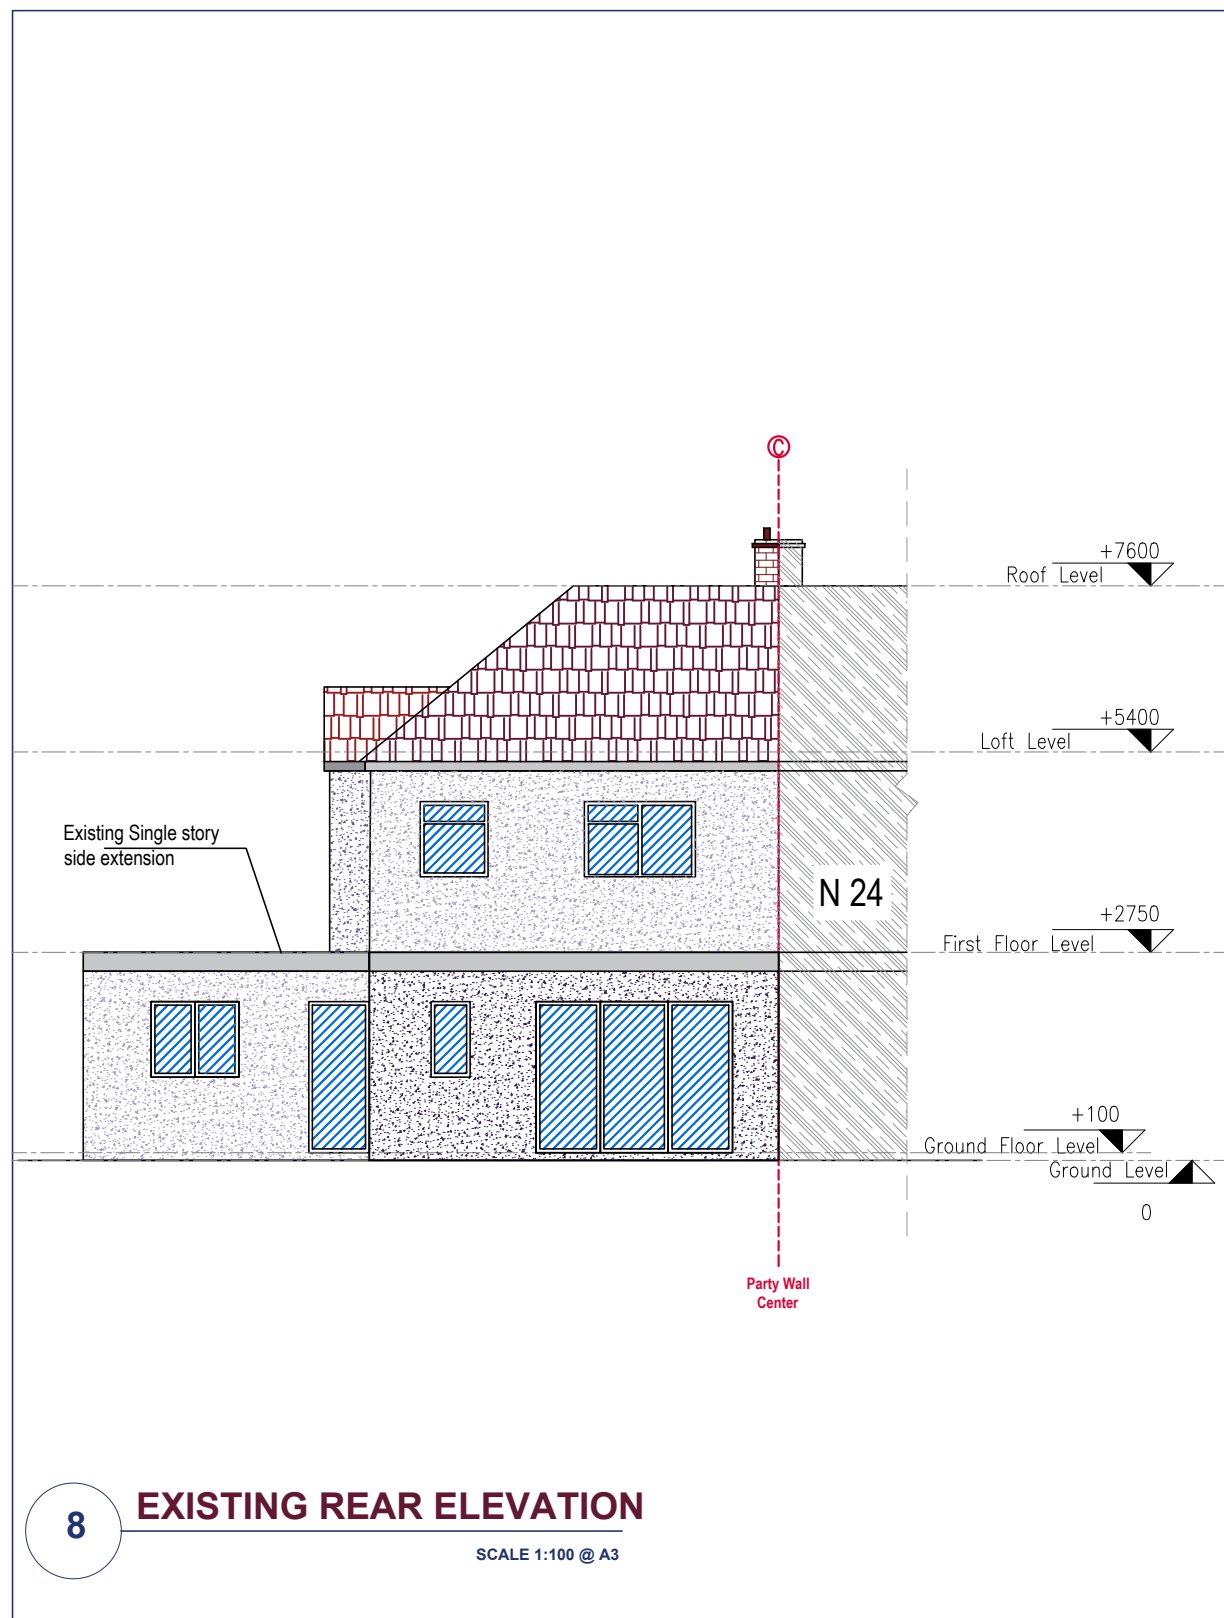 ©
+7600
Roof Level
+5400
Loft Level
Existing Single story
side extension
N 24
+2750
First Floor Level
+100
Ground Floor Level
Ground Level
0
Party Wall
Center
8
EXISTING REAR ELEVATION
SCALE 1:100 @ A3